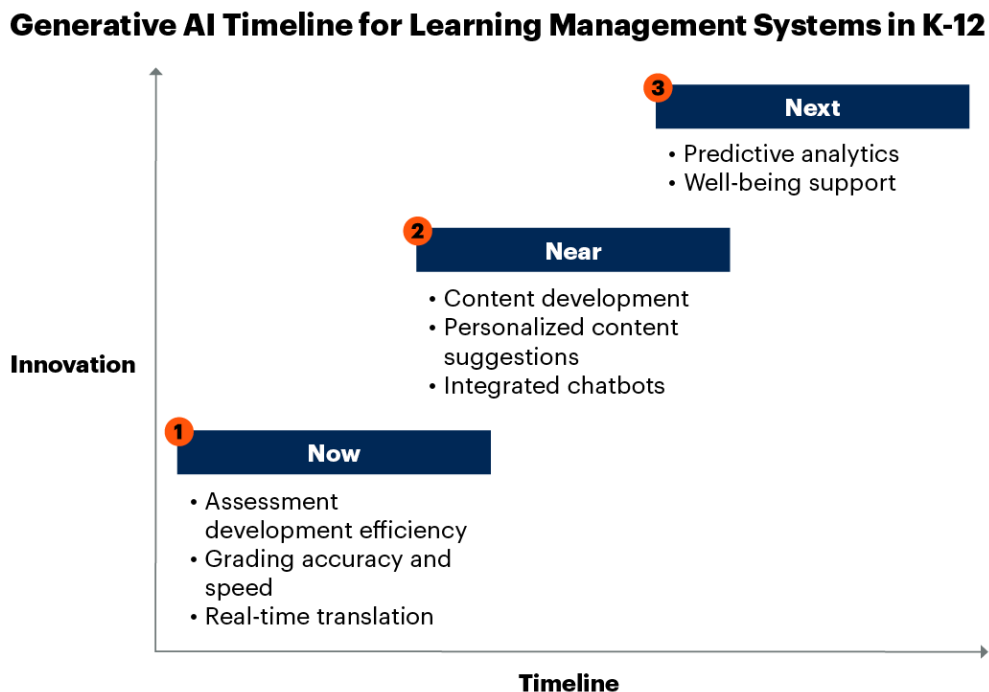 Generative AI Timeline for Learning Management Systems in K-12
3
Next
• Predictive analytics
• Well-being support
2
Near
• Content development
• Personalized content
suggestions
• Integrated chatbots
Innovation
1
Now
• Assessment
development efficiency
• Grading accuracy and
speed
• Real-time translation
Timeline